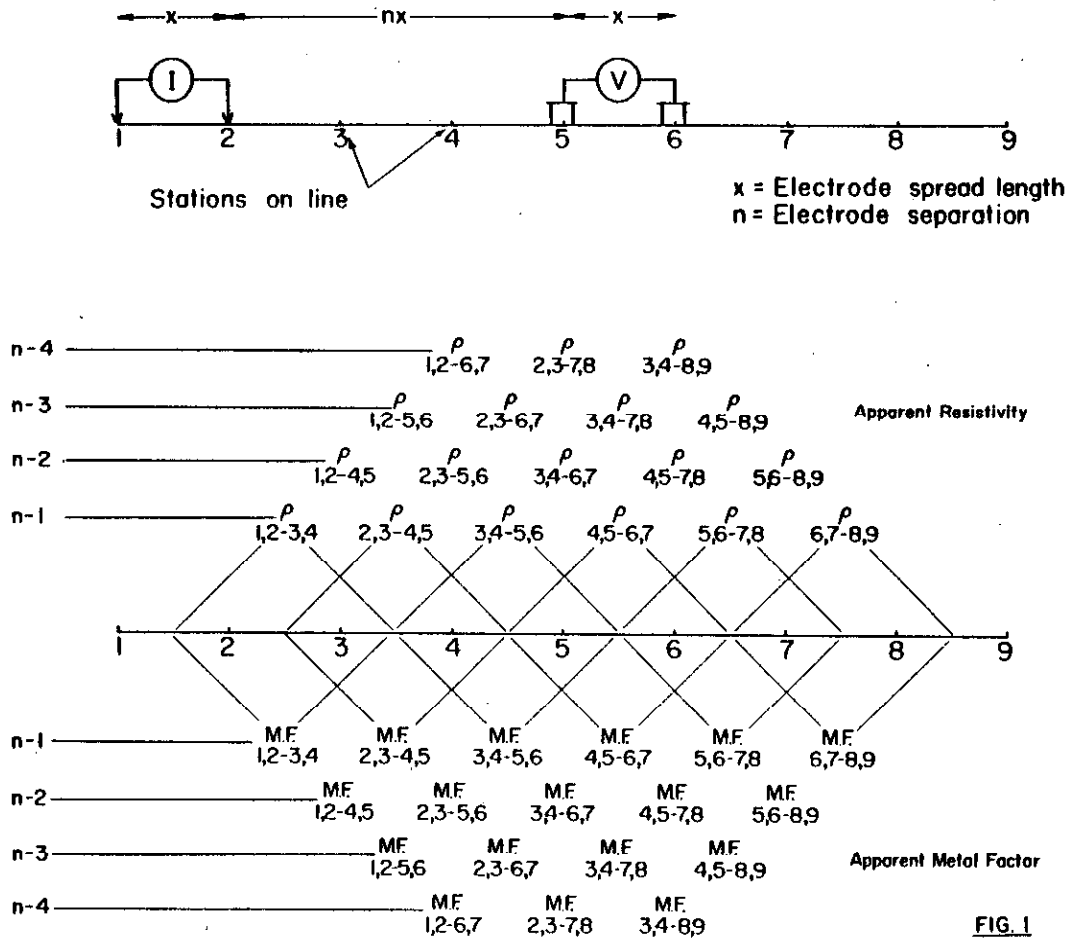 x nx x
I V
1 2 3 4 5 6 7 8 9
Stations on line
x = Electrode spread length
n = Electrode separation
n-4 ρ ρ ρ
1,2-6,7 2,3-7,8 3,4-8,9
n-3 ρ ρ ρ ρ Apparent Resistivity
1,2-5,6 2,3-6,7 3,4-7,8 4,5-8,9
n-2 ρ ρ ρ ρ ρ
1,2-4,5 2,3-5,6 3,4-6,7 4,5-7,8 5,6-8,9
n-1 ρ ρ ρ ρ ρ ρ
1,2-3,4 2,3-4,5 3,4-5,6 4,5-6,7 5,6-7,8 6,7-8,9
1 2 3 4 5 6 7 8 9
n-1 M.F. M.F. M.F. M.F. M.F. M.F.
1,2-3,4 2,3-4,5 3,4-5,6 4,5-6,7 5,6-7,8 6,7-8,9
n-2 M.F. M.F. M.F. M.F. M.F.
1,2-4,5 2,3-5,6 3,4-6,7 4,5-7,8 5,6-8,9
n-3 M.F. M.F. M.F. M.F. Apparent Metal Factor
1,2-5,6 2,3-6,7 3,4-7,8 4,5-8,9
n-4 M.F. M.F. M.F.
1,2-6,7 2,3-7,8 3,4-8,9
FIG. 1